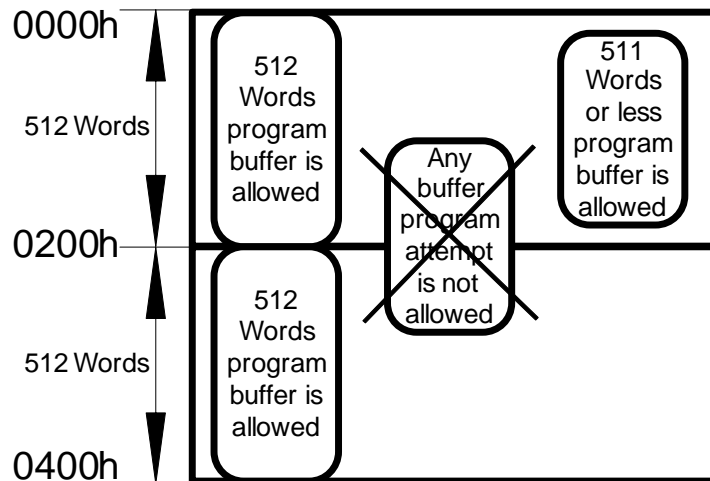 0000h
512 Words
0200h
512 Words
0400h
512
Words
program
buffer is
allowed
512
Words
program
buffer is
allowed
Any
buffer
program
attempt
is not
allowed
511
Words
or less
program
buffer is
allowed